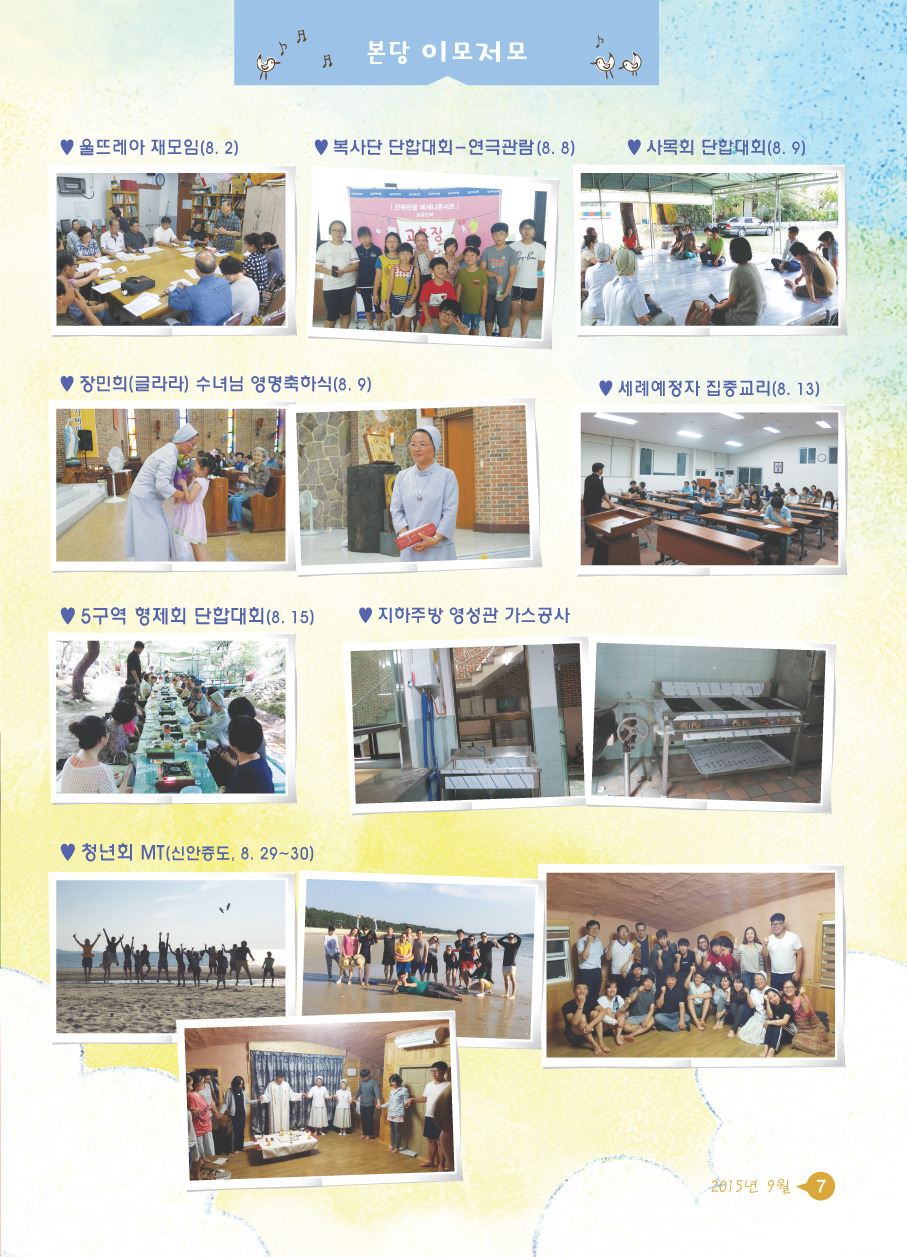 본당 이모저모
♥ 울뜨레아 재모임(8. 2)
♥ 복사단 단합대회-연극관람(8. 8)
♥ 사목회 단합대회(8. 9)
♥ 장민희(글라라) 수녀님 영명축하식(8. 9)
♥ 세례예정자 집중교리(8. 13)
♥ 5구역 형제회 단합대회(8. 15)
♥ 지하주방 영성관 가스공사
♥ 청년회 MT(신안증도, 8. 29~30)
2015년 9월 7